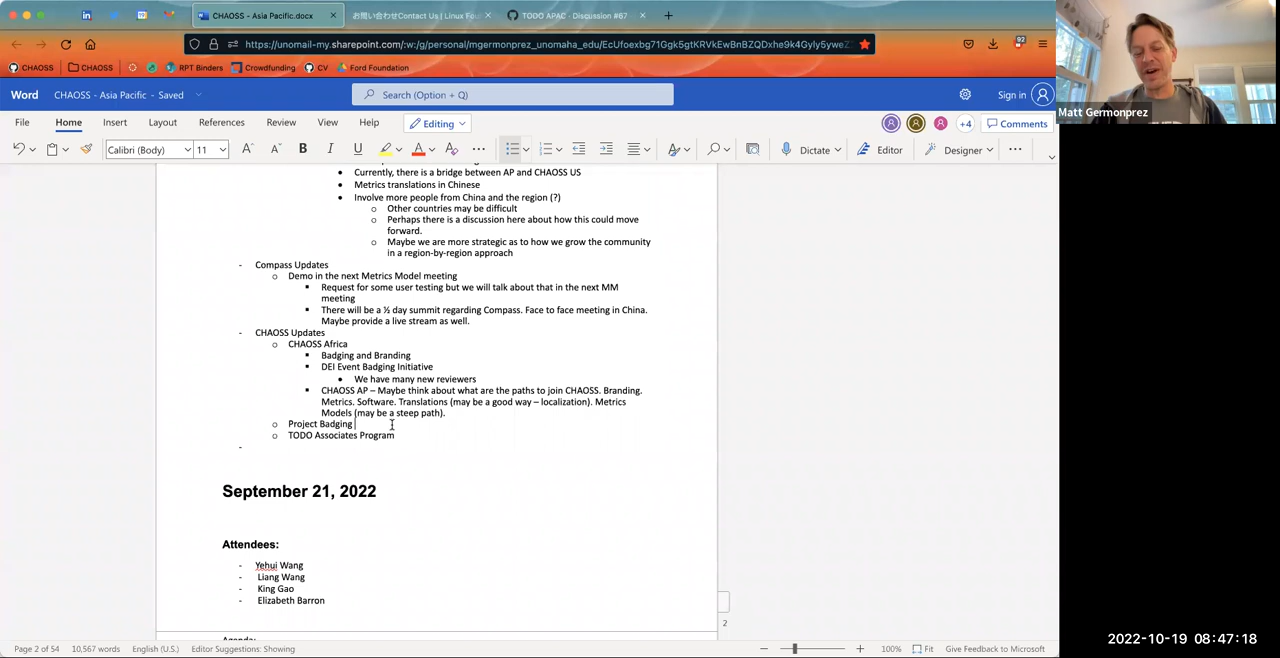 CHAOSS - Asia Pacific.docx
お問い合わせContact Us | Linux Fou
TODO APAC · Discussion #67
https://unomail-my.sharepoint.com/:w:/g/personal/mgermonprez_unomaha_edu/EcUfoexbg71Ggk5gtKRVkEwBnBZQDxhe9k4Gyly5yweZ
92
CHAOSS
CHAOSS
RPT Binders
Crowdfunding
CV
Ford Foundation
Word
CHAOSS - Asia Pacific - Saved
Search (Option + Q)
Sign in
File
Home
Insert
Layout
References
Review
View
Help
Editing
+4
Comments
Calibri (Body)
11
Dictate
Editor
Designer
• Currently, there is a bridge between AP and CHAOSS US
• Metrics translations in Chinese
• Involve more people from China and the region (?)
o Other countries may be difficult
o Perhaps there is a discussion here about how this could move
forward.
o Maybe we are more strategic as to how we grow the community
in a region-by-region approach
- Compass Updates
o Demo in the next Metrics Model meeting
▪ Request for some user testing but we will talk about that in the next MM
meeting
▪ There will be a ½ day summit regarding Compass. Face to face meeting in China.
Maybe provide a live stream as well.
- CHAOSS Updates
o CHAOSS Africa
▪ Badging and Branding
▪ DEI Event Badging Initiative
• We have many new reviewers
▪ CHAOSS AP – Maybe think about what are the paths to join CHAOSS. Branding.
Metrics. Software. Translations (may be a good way – localization). Metrics
Models (may be a steep path).
o Project Badging
o TODO Associates Program
-
September 21, 2022
Attendees:
- Yehui Wang
- Liang Wang
- King Gao
- Elizabeth Barron
Agenda:
2
Page 2 of 54
10,567 words
English (U.S.)
Editor Suggestions: Showing
100%
Fit
Give Feedback to Microsoft
Matt Germonprez
2022-10-19 08:47:18